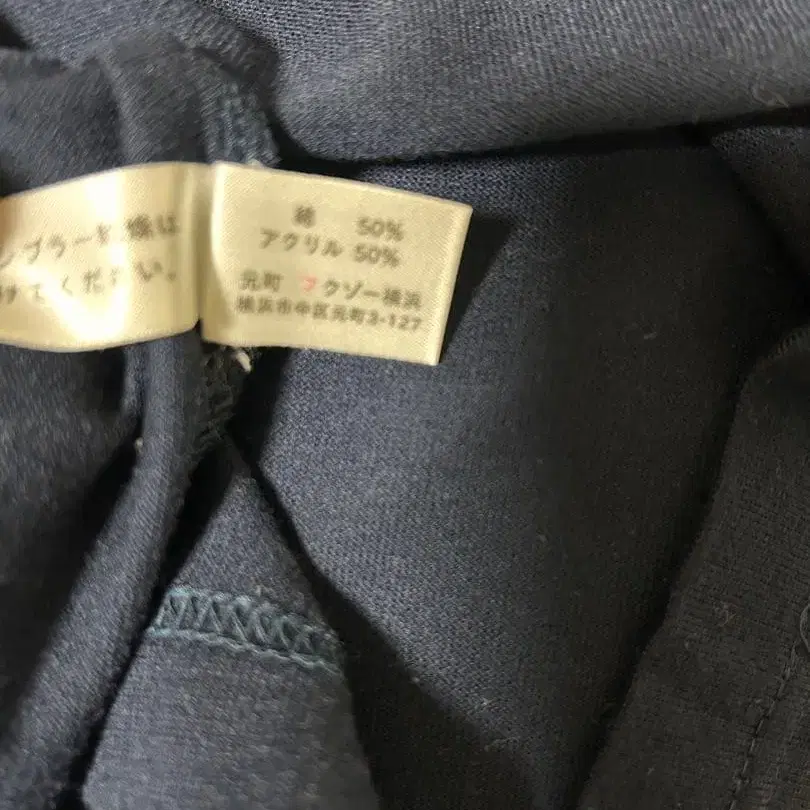 ンブラー乾燥は
けてください。
綿 50%
アクリル 50%
元町 フクゾー横浜
横浜市中区元町3-127